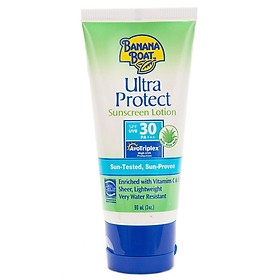 BANANA
BOAT
Ultra
Protect
Sunscreen Lotion
SPF
UVB
30
PA+++
AvoTriplex
Sun-Tested, Sun-Proven
Enriched with Vitamins C &
Sheer, Lightweight
Very Water Resistant
90 ml (3oz.)